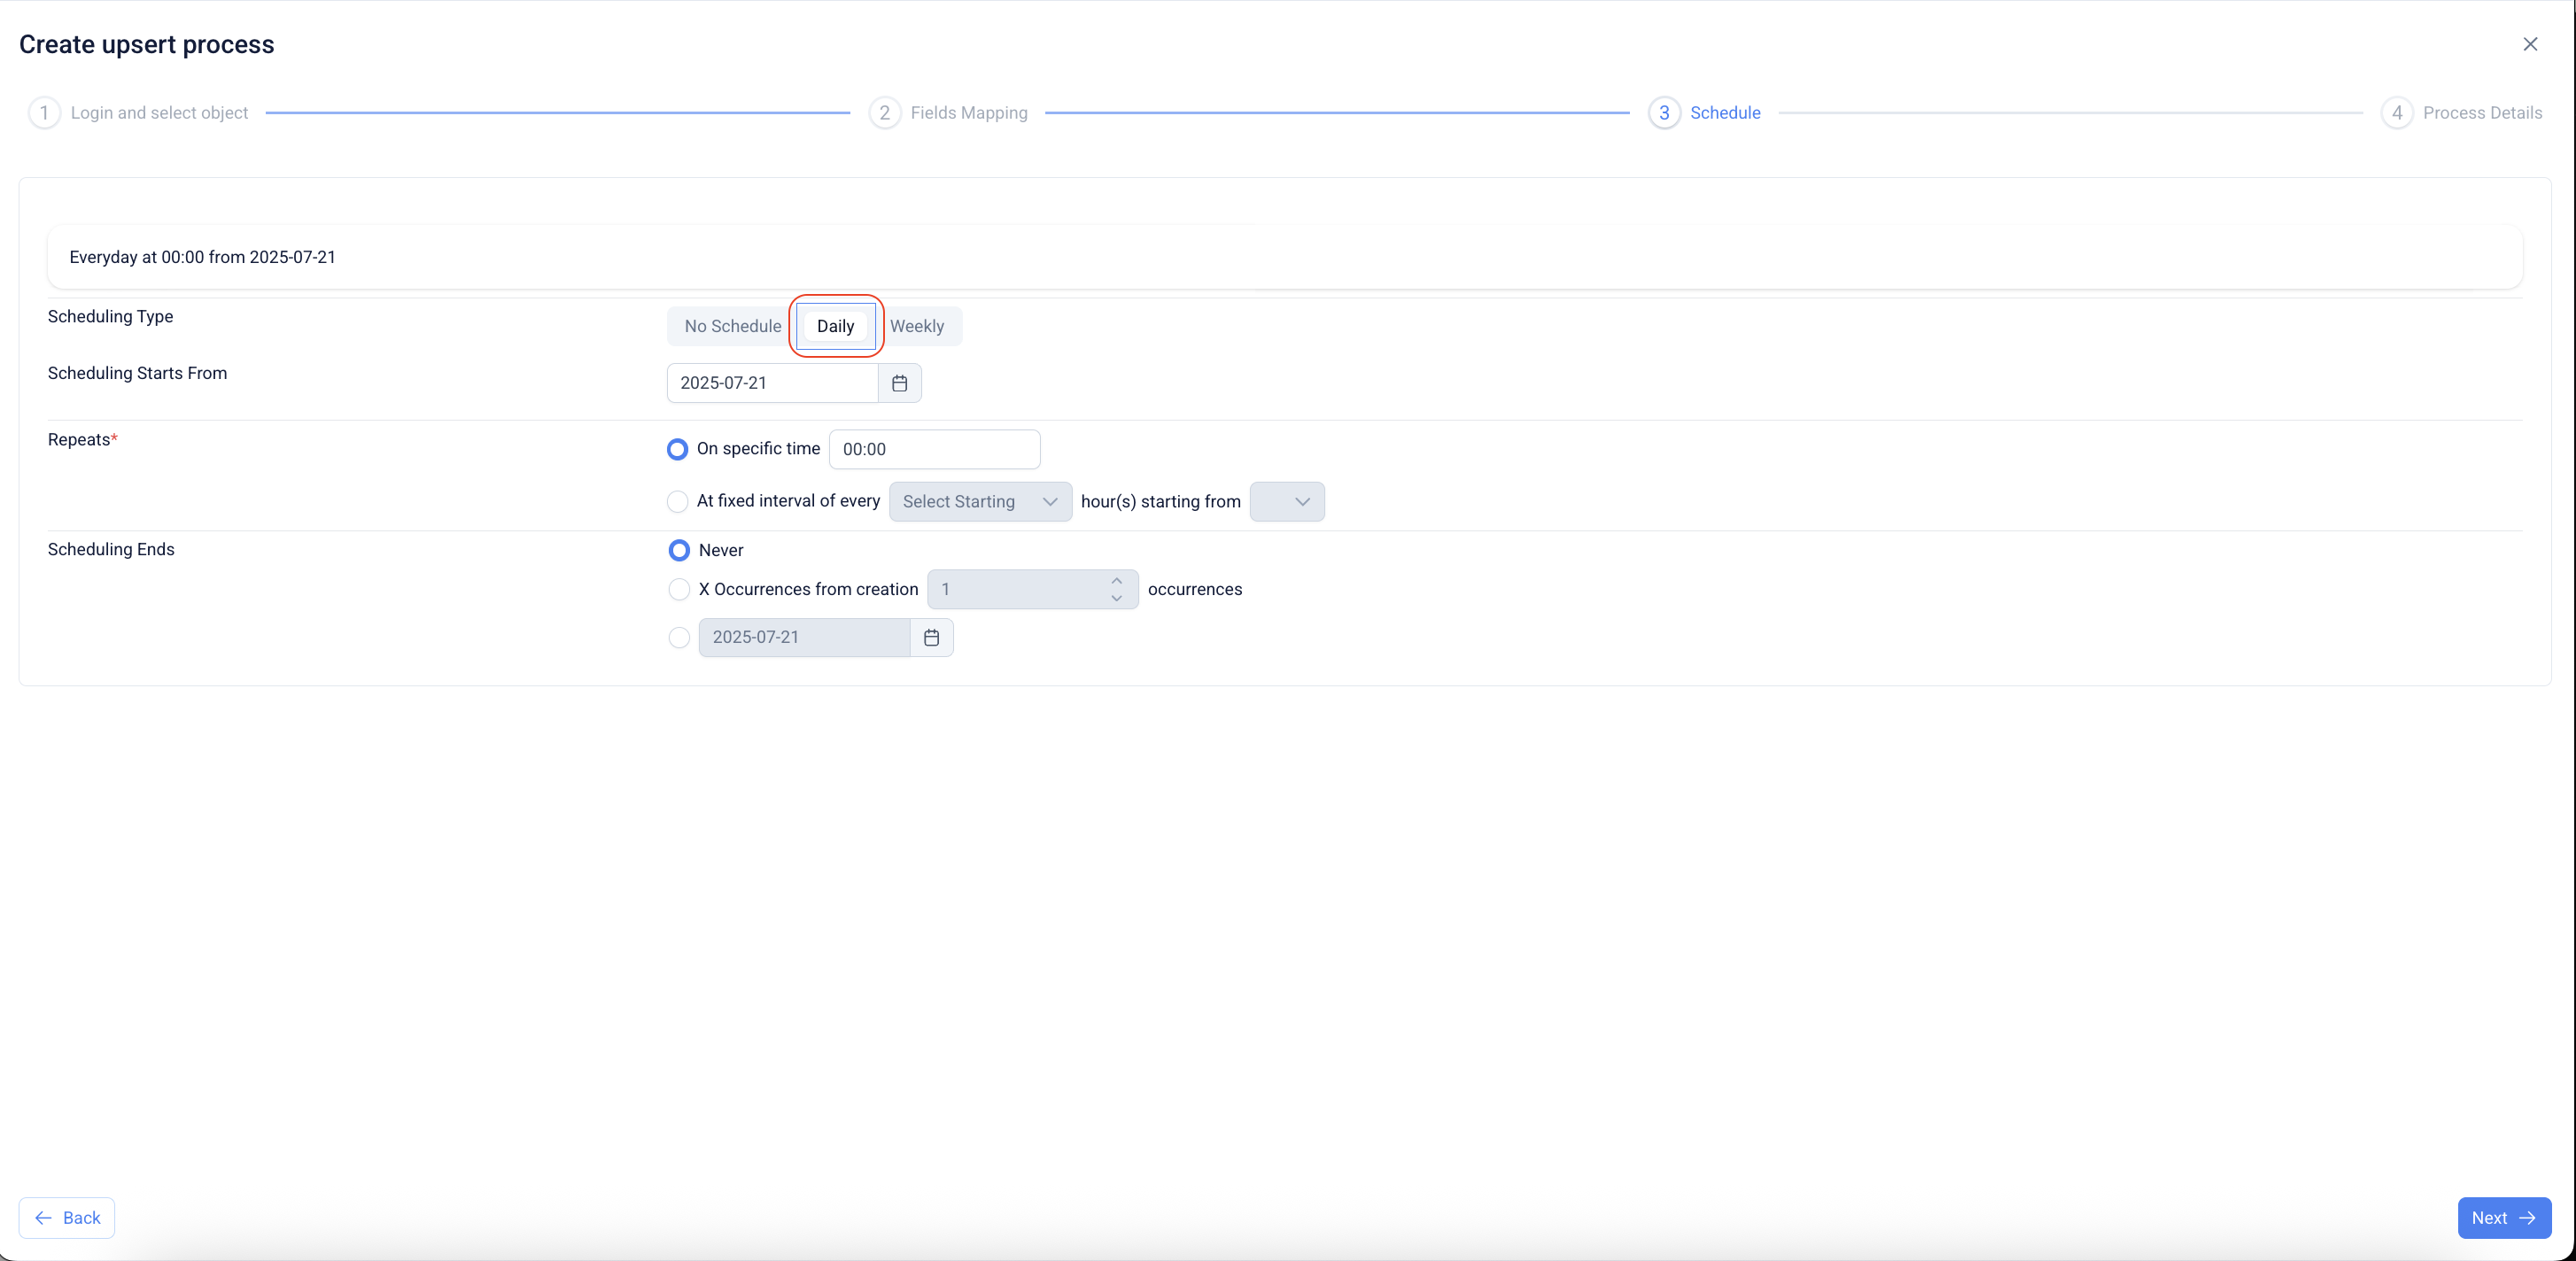 Create upsert process
1 Login and select object 2 Fields Mapping 3 Schedule 4 Process Details
Everyday at 00:00 from 2025-07-21
Scheduling Type No Schedule Daily Weekly
Scheduling Starts From 2025-07-21
Repeats* On specific time 00:00
At fixed interval of every Select Starting hour(s) starting from
Scheduling Ends Never
X Occurrences from creation 1 occurrences
2025-07-21
Back Next